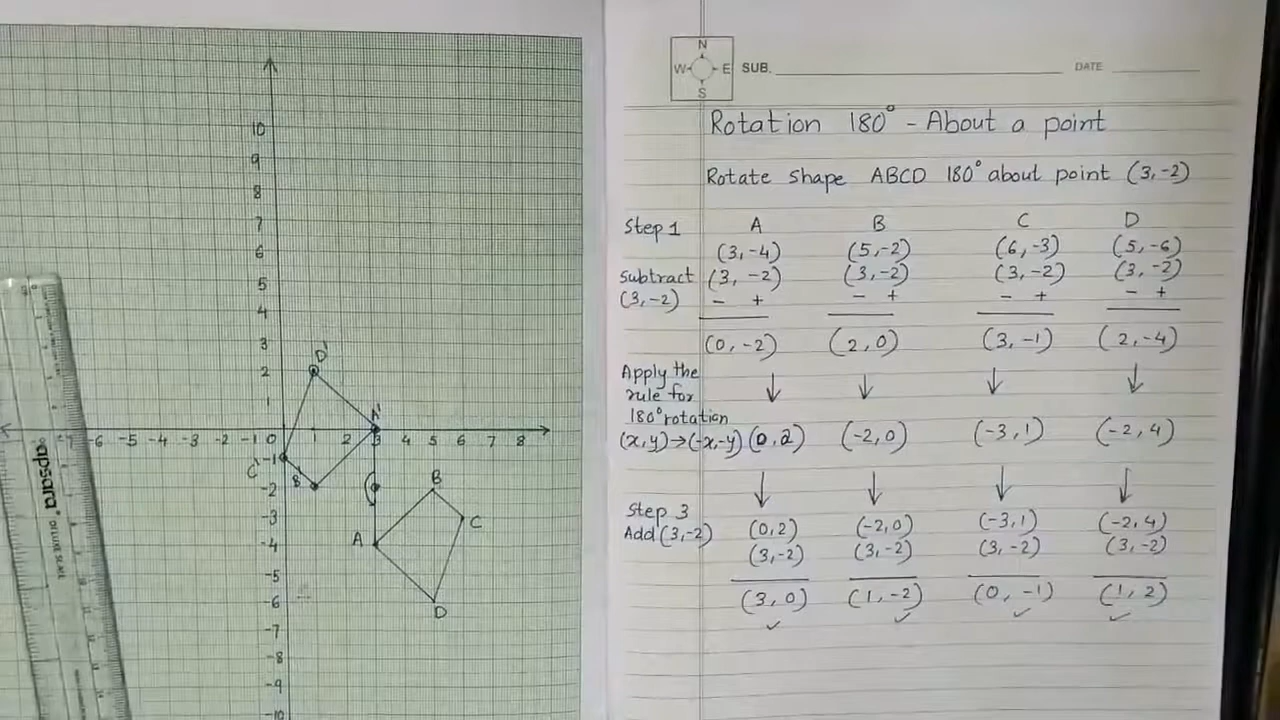 10
9
8
7
6
5
4
3
D'
2
1
A'
-7 -6 -5 -4 -3 -2 -1 0 1 2 3 4 5 6 7 8
C' -1
B'
-2
B
-3
C
A
-4
-5
-6
D
-7
-8
-9
-10
apsara
DELUXE SCALE
N
W E SUB. DATE
S
Rotation 180° - About a point
Rotate shape ABCD 180° about point (3,-2)
Step 1 A B C D
(3,-4) (5,-2) (6,-3) (5,-6)
subtract (3,-2) (3,-2) (3,-2) (3,-2)
(3,-2) - + - + - + - +
(0,-2) (2,0) (3,-1) (2,-4)
Apply the ↓ ↓ ↓ ↓
rule for
180° rotation
(x,y)→(-x,-y) (0,2) (-2,0) (-3,1) (-2,4)
↓ ↓ ↓ ↓
Step 3 (0,2) (-2,0) (-3,1) (-2,4)
Add (3,-2) (3,-2) (3,-2) (3,-2) (3,-2)
(3,0) (1,-2) (0,-1) (1,2)
✓ ✓ ✓ ✓